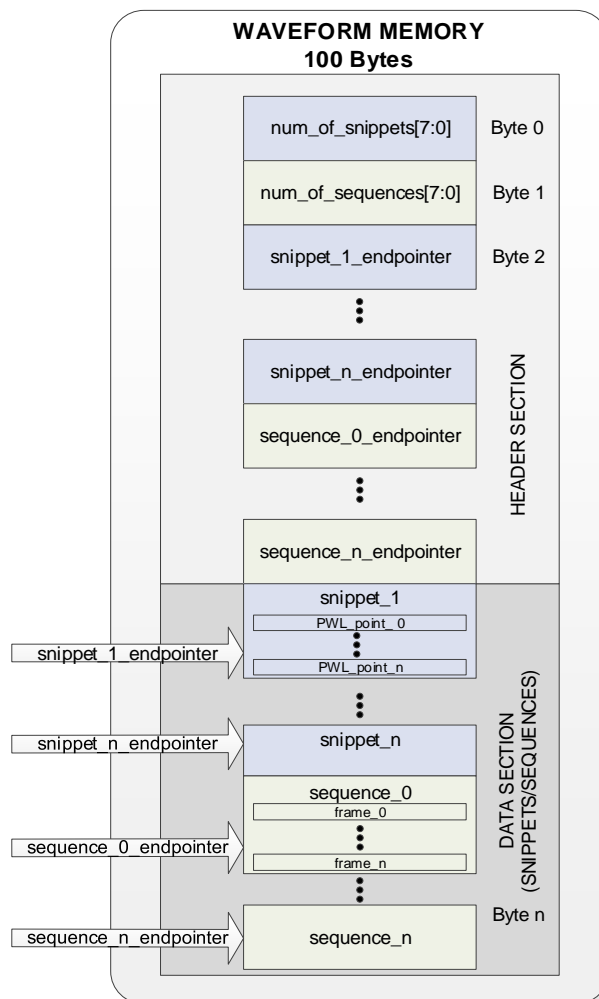 WAVEFORM MEMORY
100 Bytes
num_of_snippets[7:0]
Byte 0
num_of_sequences[7:0]
Byte 1
snippet_1_endpointer
Byte 2
snippet_n_endpointer
sequence_0_endpointer
HEADER SECTION
sequence_n_endpointer
snippet_1
PWL_point_ 0
snippet_1_endpointer
PWL_point_n
snippet_n_endpointer
snippet_n
DATA SECTION
(SNIPPETS/SEQUENCES)
sequence_0
frame_0
sequence_0_endpointer
frame_n
Byte n
sequence_n_endpointer
sequence_n